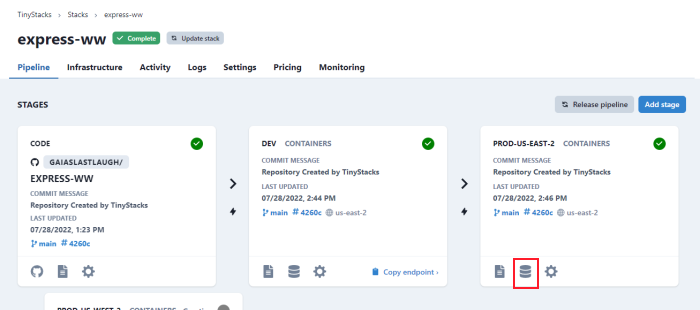 TinyStacks > Stacks > express-ww
express-ww Complete Update stack
Pipeline Infrastructure Activity Logs Settings Pricing Monitoring
STAGES Release pipeline Add stage
CODE
GAIASLASTLAUGH/
EXPRESS-WW
COMMIT MESSAGE
Repository Created by TinyStacks
LAST UPDATED
07/28/2022, 1:23 PM
main # 4260c
DEV CONTAINERS
COMMIT MESSAGE
Repository Created by TinyStacks
LAST UPDATED
07/28/2022, 2:44 PM
main # 4260c us-east-2
Copy endpoint ›
PROD-US-EAST-2 CONTAINERS
COMMIT MESSAGE
Repository Created by TinyStacks
LAST UPDATED
07/28/2022, 2:46 PM
main # 4260c us-east-2
PROD-US-WEST-2 CONTAINERS